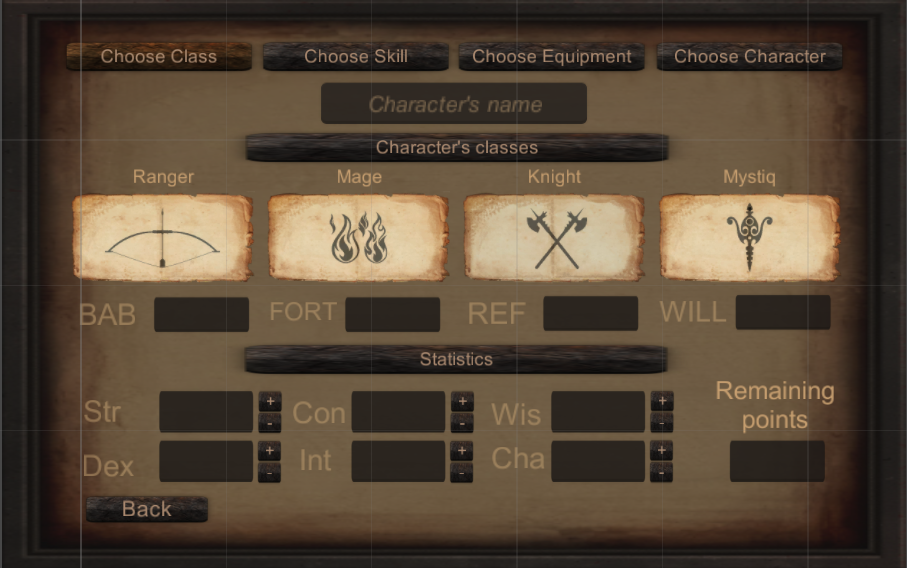 Choose Class
Choose Skill
Choose Equipment
Choose Character
Character's name
Character's classes
Ranger
Mage
Knight
Mystiq
BAB
FORT
REF
WILL
Statistics
Str
+
-
Con
+
-
Wis
+
-
Remaining
points
Dex
+
-
Int
+
-
Cha
+
-
Back